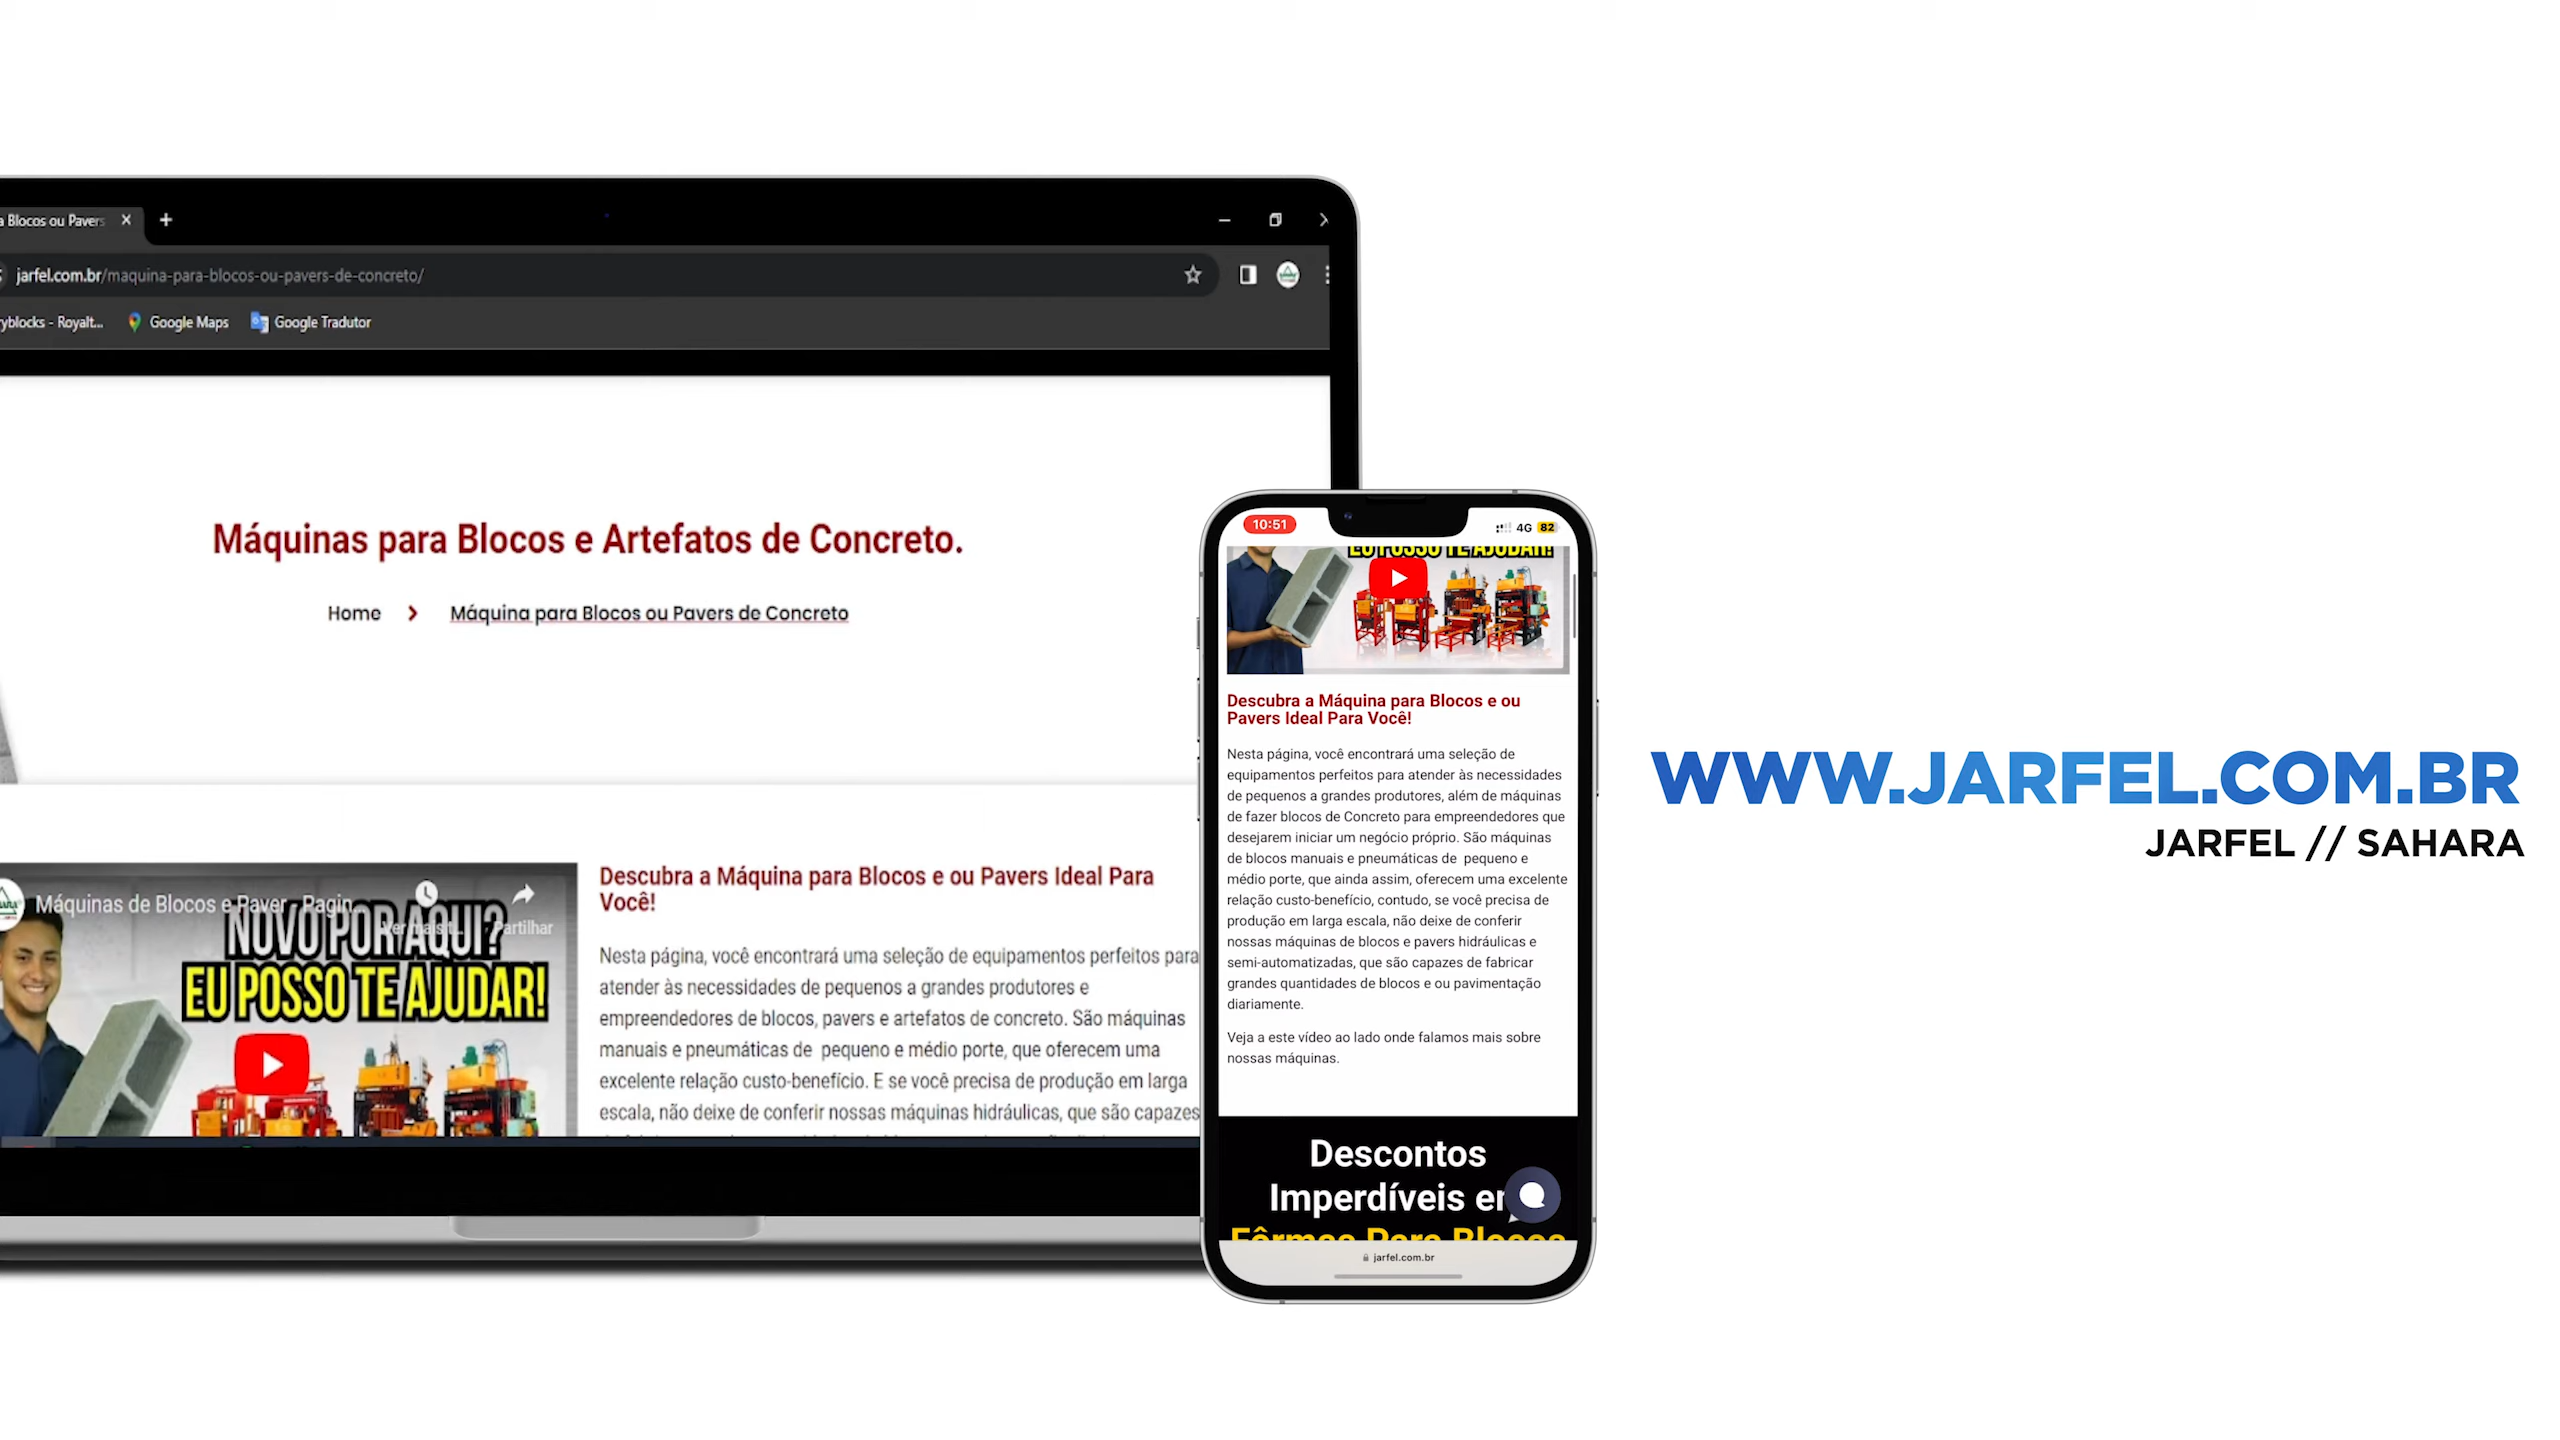 a Blocos ou Pavers
jarfel.com.br/maquina-para-blocos-ou-pavers-de-concreto/
ryblocks - Royalt...
Google Maps
Google Tradutor
Máquinas para Blocos e Artefatos de Concreto.
Home
Máquina para Blocos ou Pavers de Concreto
Máquinas de Blocos e Paver - Pagin...
Partilhar
NOVO POR AQUI?
EU POSSO TE AJUDAR!
Descubra a Máquina para Blocos e ou Pavers Ideal Para
Você!
Nesta página, você encontrará uma seleção de equipamentos perfeitos para
atender às necessidades de pequenos a grandes produtores e
empreendedores de blocos, pavers e artefatos de concreto. São máquinas
manuais e pneumáticas de pequeno e médio porte, que oferecem uma
excelente relação custo-benefício. E se você precisa de produção em larga
escala, não deixe de conferir nossas máquinas hidráulicas, que são capazes
10:51
4G
82
EU POSSO TE AJUDAR!
Descubra a Máquina para Blocos e ou
Pavers Ideal Para Você!
Nesta página, você encontrará uma seleção de
equipamentos perfeitos para atender às necessidades
de pequenos a grandes produtores, além de máquinas
de fazer blocos de Concreto para empreendedores que
desejarem iniciar um negócio próprio. São máquinas
de blocos manuais e pneumáticas de pequeno e
médio porte, que ainda assim, oferecem uma excelente
relação custo-benefício, contudo, se você precisa de
produção em larga escala, não deixe de conferir
nossas máquinas de blocos e pavers hidráulicas e
semi-automatizadas, que são capazes de fabricar
grandes quantidades de blocos e ou pavimentação
diariamente.
Veja a este vídeo ao lado onde falamos mais sobre
nossas máquinas.
Descontos
Imperdíveis em
Fôrmas Para Blocos
jarfel.com.br
WWW.JARFEL.COM.BR
JARFEL // SAHARA